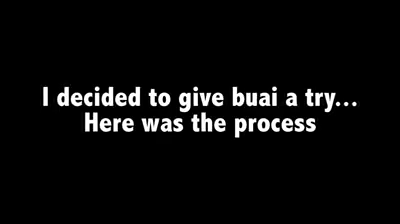 I decided to give buai a try...
Here was the process